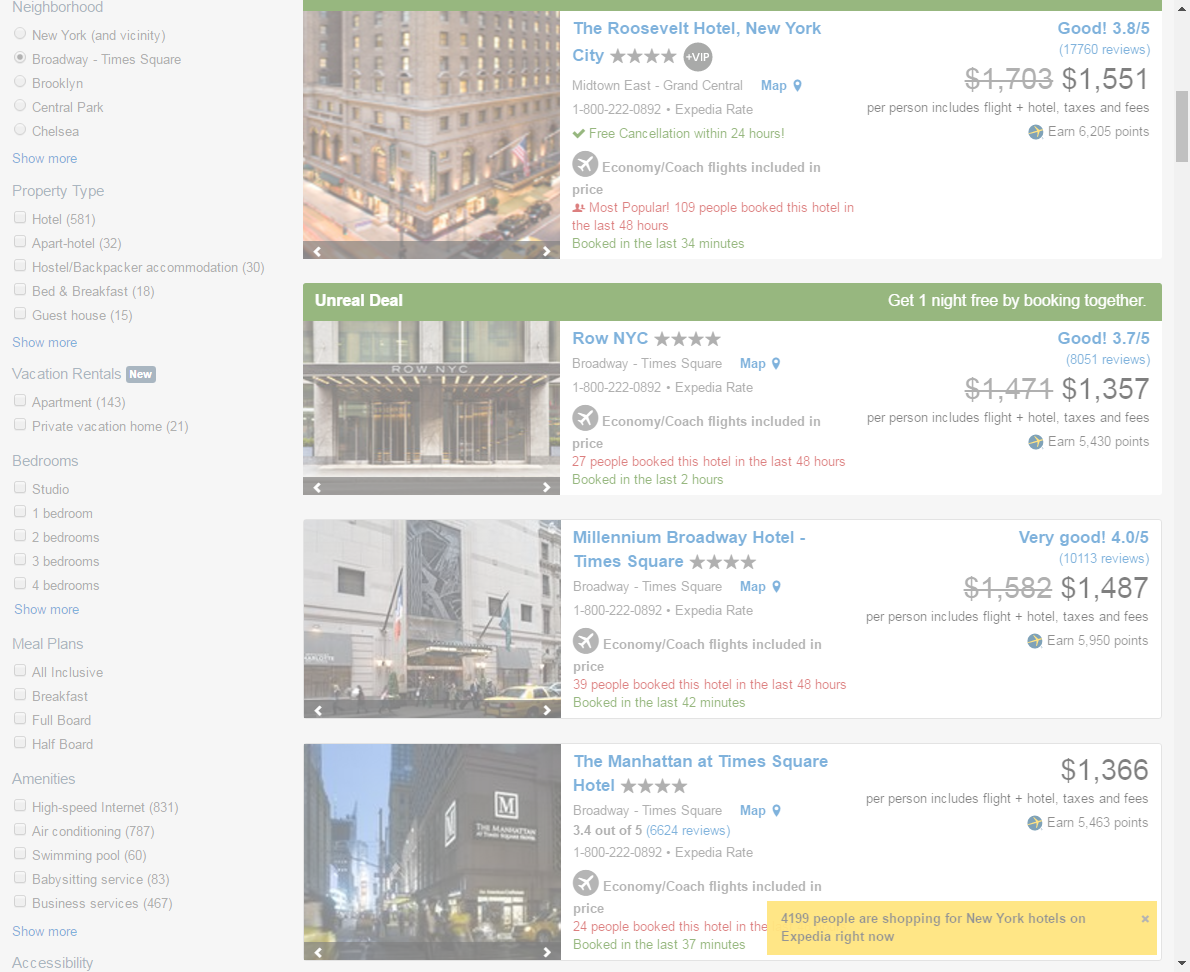 Neighborhood
New York (and vicinity)
Broadway - Times Square
Brooklyn
Central Park
Chelsea
Show more
Property Type
Hotel (581)
Apart-hotel (32)
Hostel/Backpacker accommodation (30)
Bed & Breakfast (18)
Guest house (15)
Show more
Vacation Rentals New
Apartment (143)
Private vacation home (21)
Bedrooms
Studio
1 bedroom
2 bedrooms
3 bedrooms
4 bedrooms
Show more
Meal Plans
All Inclusive
Breakfast
Full Board
Half Board
Amenities
High-speed Internet (831)
Air conditioning (787)
Swimming pool (60)
Babysitting service (83)
Business services (467)
Show more
Accessibility
The Roosevelt Hotel, New York
City +VIP
Midtown East - Grand Central Map
1-800-222-0892 • Expedia Rate
Free Cancellation within 24 hours!
Economy/Coach flights included in
price
Most Popular! 109 people booked this hotel in
the last 48 hours
Booked in the last 34 minutes
Good! 3.8/5
(17760 reviews)
$1,703 $1,551
per person includes flight + hotel, taxes and fees
Earn 6,205 points
Unreal Deal Get 1 night free by booking together.
ROW NYC
Row NYC
Broadway - Times Square Map
1-800-222-0892 • Expedia Rate
Economy/Coach flights included in
price
27 people booked this hotel in the last 48 hours
Booked in the last 2 hours
Good! 3.7/5
(8051 reviews)
$1,471 $1,357
per person includes flight + hotel, taxes and fees
Earn 5,430 points
Millennium Broadway Hotel -
Times Square
Broadway - Times Square Map
1-800-222-0892 • Expedia Rate
Economy/Coach flights included in
price
39 people booked this hotel in the last 48 hours
Booked in the last 42 minutes
Very good! 4.0/5
(10113 reviews)
$1,582 $1,487
per person includes flight + hotel, taxes and fees
Earn 5,950 points
M
THE MANHATTAN
AT TIMES SQUARE HOTEL
The Manhattan at Times Square
Hotel
Broadway - Times Square Map
3.4 out of 5 (6624 reviews)
1-800-222-0892 • Expedia Rate
Economy/Coach flights included in
price
24 people booked this hotel in the
Booked in the last 37 minutes
$1,366
per person includes flight + hotel, taxes and fees
Earn 5,463 points
4199 people are shopping for New York hotels on
Expedia right now